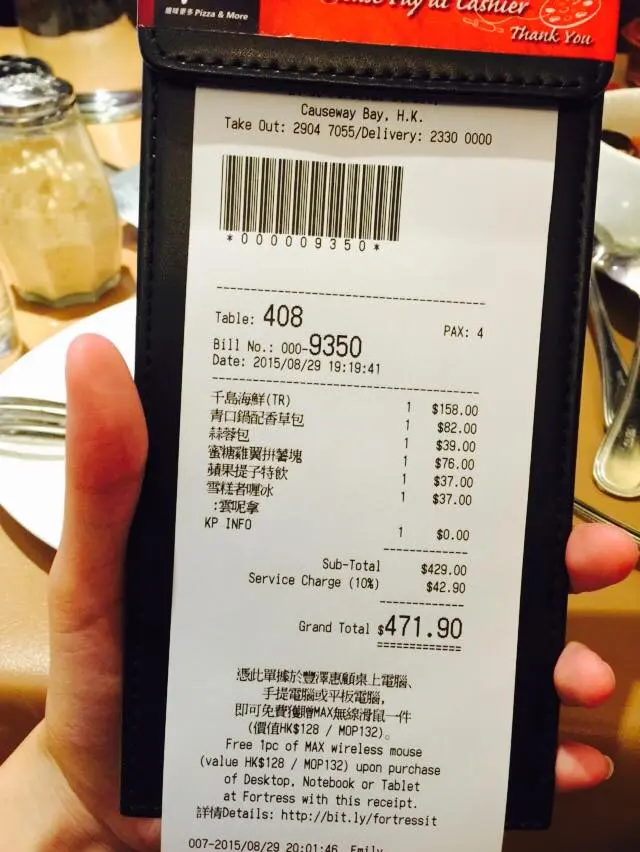 趣味更多 Pizza & More
Please Pay at Cashier
Thank You
Causeway Bay, H.K.
Take Out: 2904 7055/Delivery: 2330 0000
*000009350*
Table: 408 PAX: 4
Bill No.: 000-9350
Date: 2015/08/29 19:19:41
千島海鮮(TR) 1 $158.00
青口鍋配香草包 1 $82.00
蒜蓉包 1 $39.00
蜜糖雞翼拼薯塊 1 $76.00
蘋果提子特飲 1 $37.00
雪糕者喱冰 1 $37.00
:雲呢拿
KP INFO 1 $0.00
Sub-Total $429.00
Service Charge (10%) $42.90
Grand Total $471.90
憑此單據於豐澤惠顧桌上電腦、
手提電腦或平板電腦,
即可免費獲贈MAX無線滑鼠一件
(價值HK$128 / MOP132)。
Free 1pc of MAX wireless mouse
(value HK$128 / MOP132) upon purchase
of Desktop, Notebook or Tablet
at Fortress with this receipt.
詳情Details: http://bit.ly/fortressit
007-2015/08/29 20:01:46 Emily